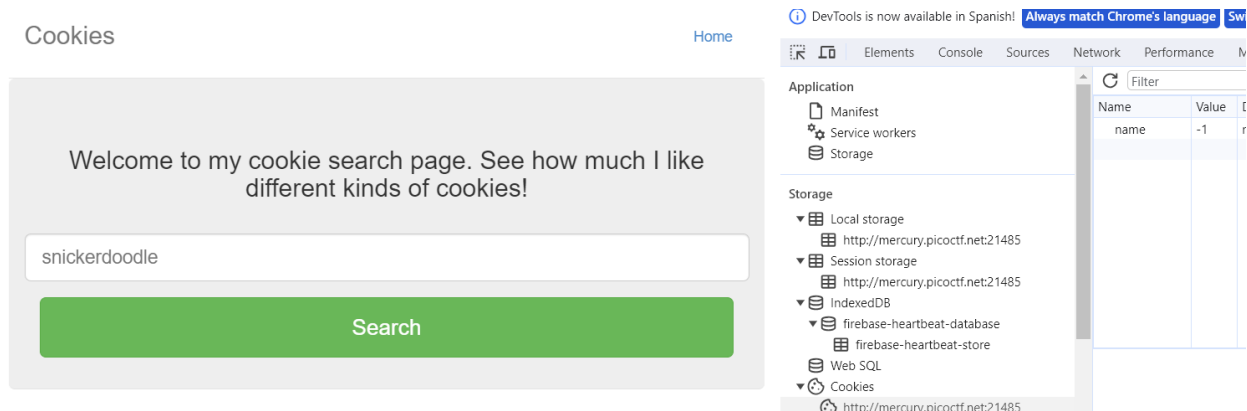 Cookies
Home
Welcome to my cookie search page. See how much I like
different kinds of cookies!
snickerdoodle
Search
DevTools is now available in Spanish! Always match Chrome's language
Elements Console Sources Network Performance
Application
Manifest
Service workers
Storage
Storage
Local storage
http://mercury.picoctf.net:21485
Session storage
http://mercury.picoctf.net:21485
IndexedDB
firebase-heartbeat-database
firebase-heartbeat-store
Web SQL
Cookies
http://mercury.picoctf.net:21485
Filter
Name Value
name -1